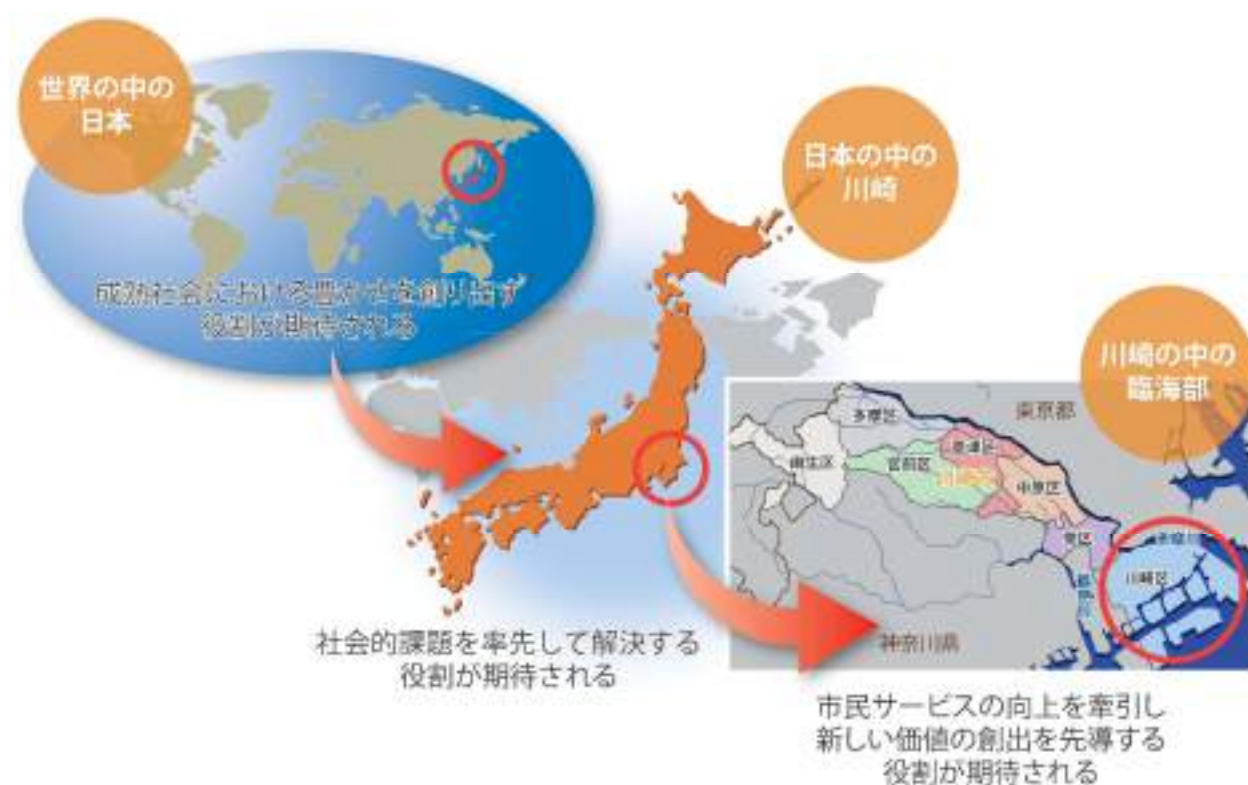 世界の中の
日本
成熟社会における豊かさを創り出す
役割が期待される
日本の中の
川崎
社会的課題を率先して解決する
役割が期待される
川崎の中の
臨海部
東京都
多摩区
麻生区
宮前区
高津区
中原区
幸区
川崎区
神奈川県
市民サービスの向上を牽引し
新しい価値の創出を先導する
役割が期待される